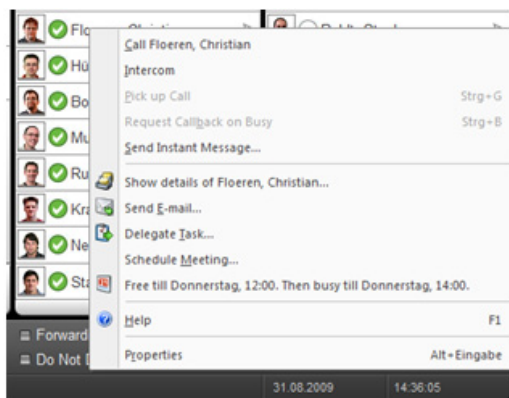 Call Floeren, Christian
Intercom
Pick up Call Strg+G
Request Callback on Busy Strg+B
Send Instant Message...
Show details of Floeren, Christian...
Send E-mail...
Delegate Task...
Schedule Meeting...
Free till Donnerstag, 12:00. Then busy till Donnerstag, 14:00.
Help F1
Properties Alt+Eingabe
Flo
Hü
Bo
Mu
Ru
Kra
Ne
Sta
Forward
Do Not
31.08.2009 14:36:05